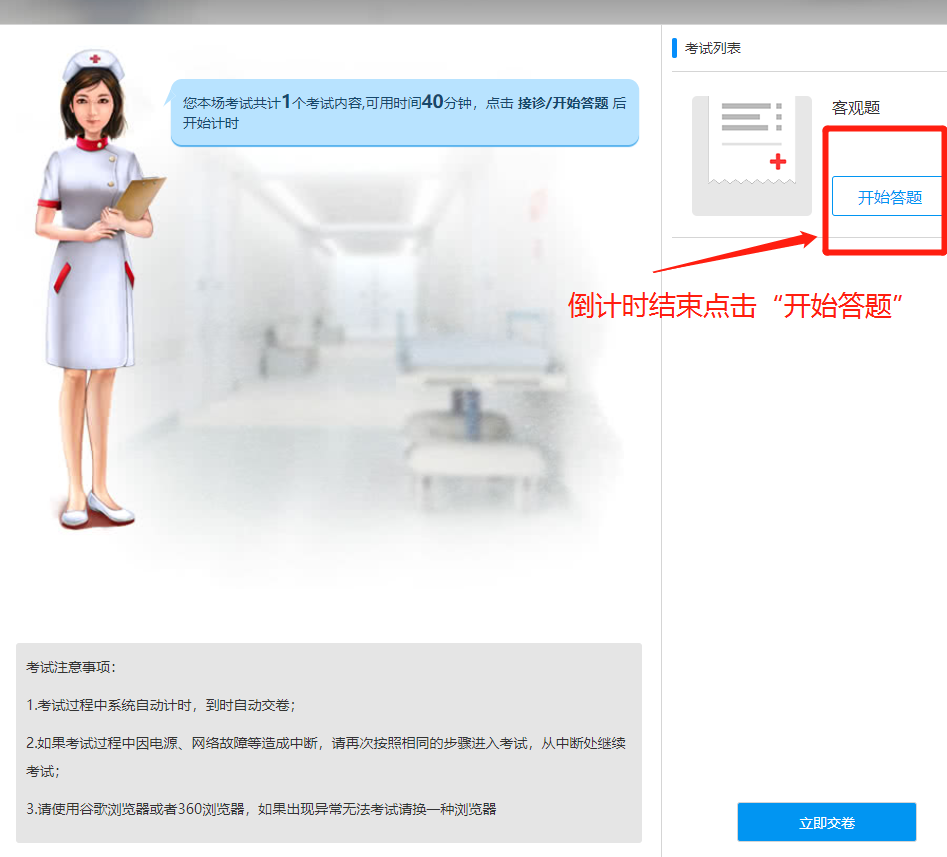 您本场考试共计1个考试内容,可用时间40分钟，点击 接诊/开始答题 后
开始计时
考试列表
客观题
开始答题
倒计时结束点击“开始答题”
考试注意事项：
1.考试过程中系统自动计时，到时自动交卷；
2.如果考试过程中因电源、网络故障等造成中断，请再次按照相同的步骤进入考试，从中断处继续
考试；
3.请使用谷歌浏览器或者360浏览器，如果出现异常无法考试请换一种浏览器
立即交卷